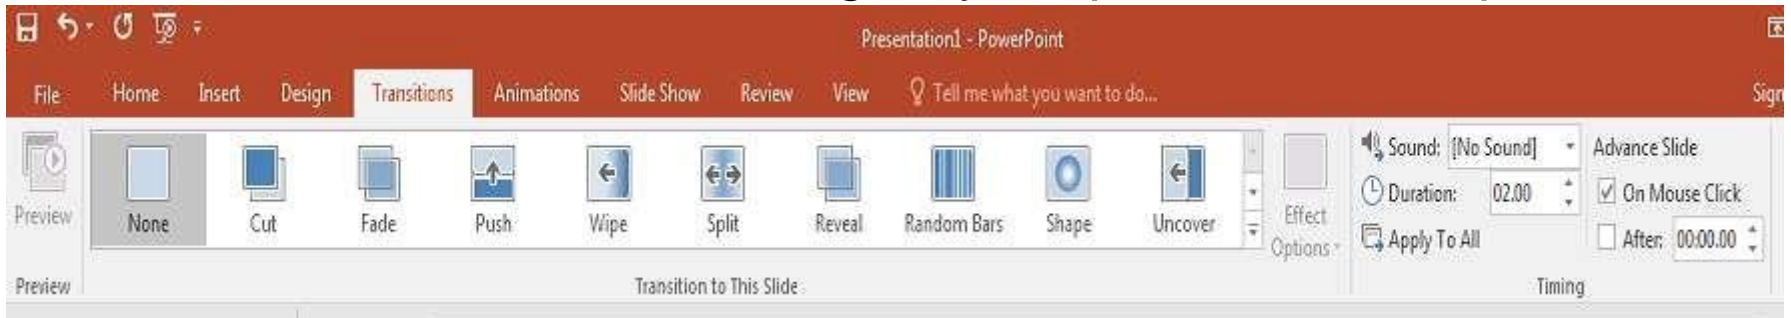 Presentation1 - PowerPoint
File Home Insert Design Transitions Animations Slide Show Review View Tell me what you want to do... Sign
Preview None Cut Fade Push Wipe Split Reveal Random Bars Shape Uncover Effect Options
Sound: [No Sound] Advance Slide
Duration: 02.00 On Mouse Click
Apply To All After: 00:00.00
Preview Transition to This Slide Timing